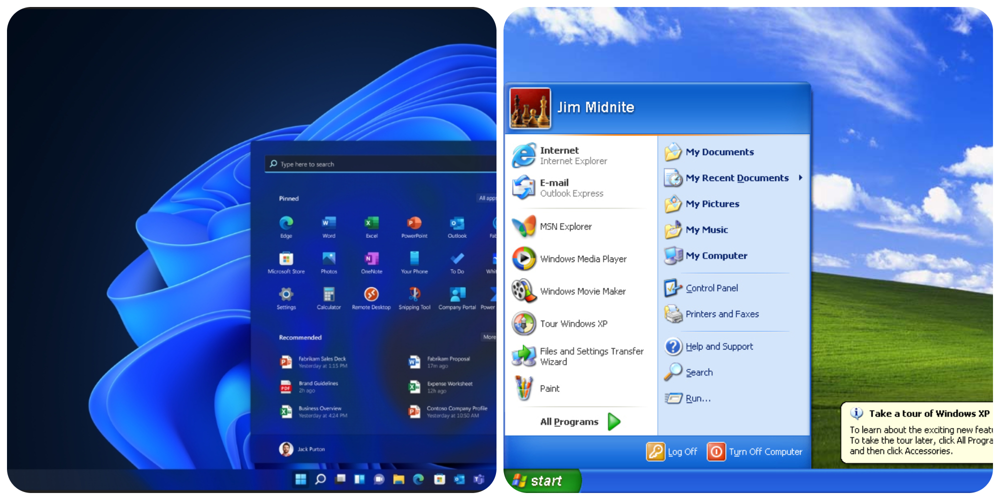 Type here to search
Pinned
All apps
Edge
Word
Excel
PowerPoint
Outlook
Microsoft Store
Photos
OneNote
Your Phone
To Do
Settings
Calculator
Remote Desktop
Snipping Tool
Company Portal
Power
Recommended
More
Fabrikam Sales Deck
Yesterday at 1:15 PM
Fabrikam Proposal
17m ago
PDF
Brand Guidelines
2h ago
Expense Worksheet
12h ago
Business Overview
Yesterday at 4:24 PM
Contoso Company Profile
Yesterday at 10:50 AM
Jack Purton
Jim Midnite
Internet
Internet Explorer
E-mail
Outlook Express
MSN Explorer
Windows Media Player
Windows Movie Maker
Tour Windows XP
Files and Settings Transfer
Wizard
Paint
All Programs
My Documents
My Recent Documents
My Pictures
My Music
My Computer
Control Panel
Printers and Faxes
Help and Support
Search
Run...
Log Off
Turn Off Computer
start
Take a tour of Windows XP
To learn about the exciting new
To take the tour later, click All
and then click Accessories.